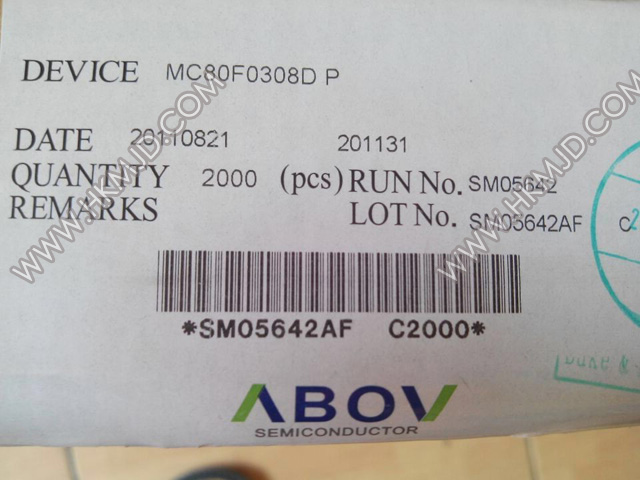 DEVICE MC80F0308D P
DATE 20110821 201131
QUANTITY 2000 (pcs) RUN No. SM05642
REMARKS LOT No. SM05642AF
*SM05642AF C2000*
ABOV
SEMICONDUCTOR
WWW.HKMJD.COM
WWW.HKMJD.COM